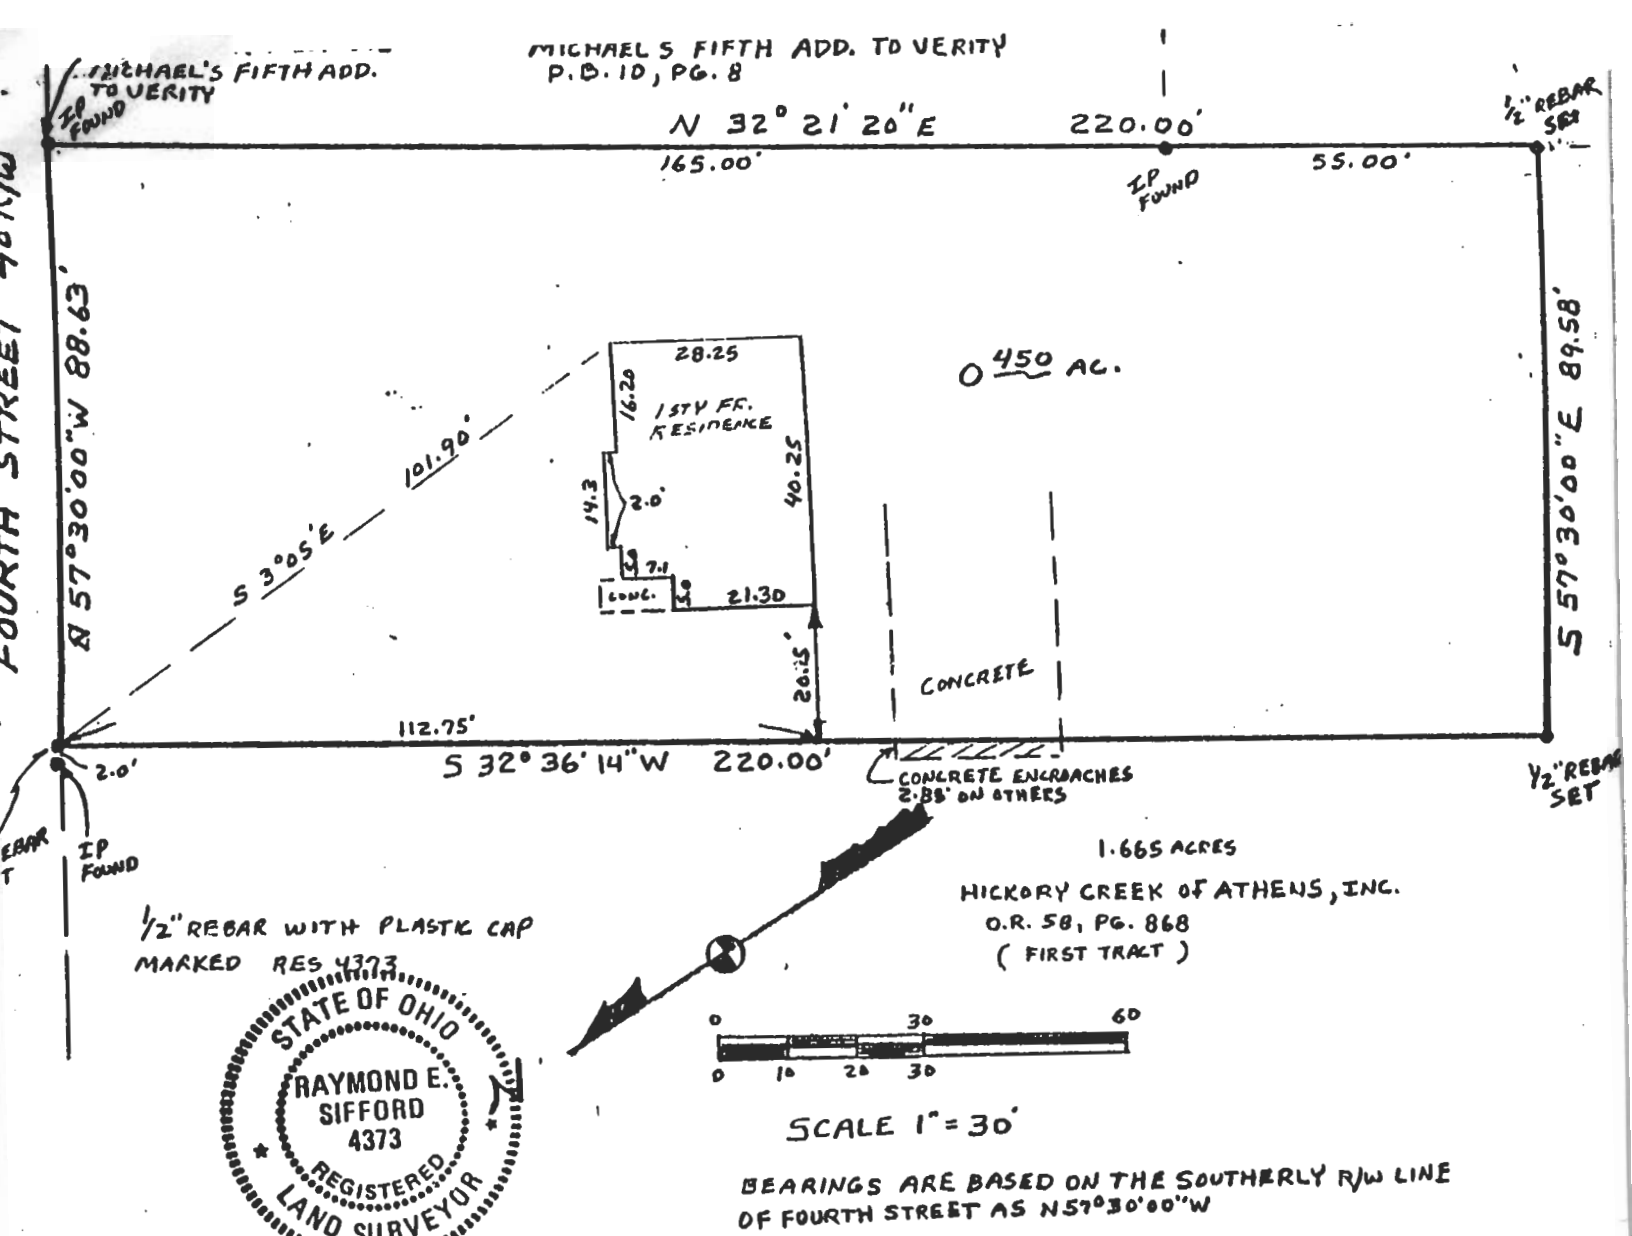 MICHAEL'S FIFTH ADD.
TO VERITY
MICHAEL S FIFTH ADD. TO VERITY
P.B. 10, PG. 8
IP
FOUND
N 32° 21' 20" E 220.00'
165.00'
IP
FOUND
55.00'
1/2" REBAR
SET
FOURTH STREET 40' R/W
N 57° 30' 00" W 88.63'
S 57° 30' 00" E 89.58'
28.25
16.20
1 STY FR.
RESIDENCE
40.25
14.3
2.0'
5.0
7.1
CONC.
5.0
21.30
20.15'
0.450 AC.
101.90'
S 3° 05' E
CONCRETE
112.75'
S 32° 36' 14" W 220.00'
2.0'
IP
FOUND
CONCRETE ENCROACHES
2.88' ON OTHERS
1/2" REBAR
SET
EBAR
T
1.665 ACRES
HICKORY CREEK OF ATHENS, INC.
O.R. 58, PG. 868
( FIRST TRACT )
1/2" REBAR WITH PLASTIC CAP
MARKED RES 4373
STATE OF OHIO
RAYMOND E.
SIFFORD
4373
REGISTERED
LAND SURVEYOR
0 30 60
0 10 20 30
SCALE 1" = 30'
BEARINGS ARE BASED ON THE SOUTHERLY R/W LINE
OF FOURTH STREET AS N57°30'00"W